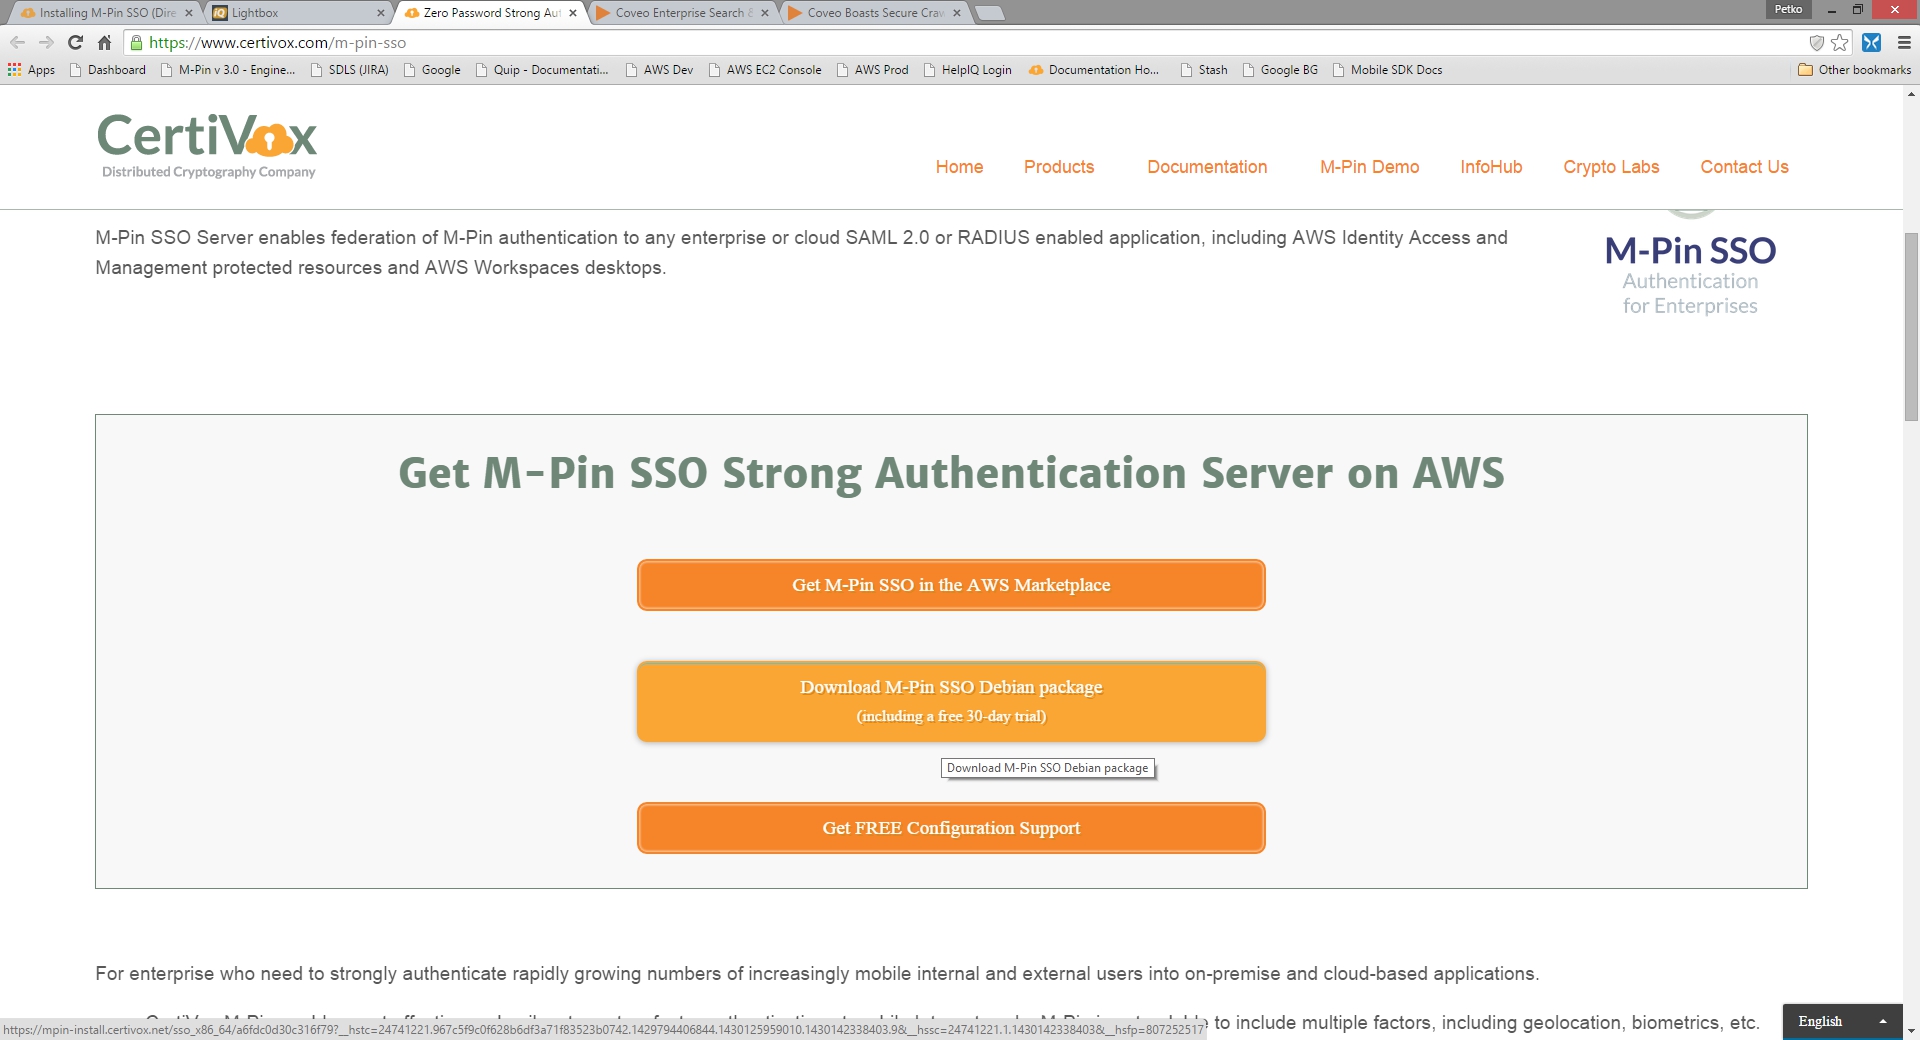 Installing M-Pin SSO (Dire
Lightbox
Zero Password Strong Aut
Coveo Enterprise Search &
Coveo Boasts Secure Craw
Petko
https://www.certivox.com/m-pin-sso
Apps
Dashboard
M-Pin v 3.0 - Engine...
SDLS (JIRA)
Google
Quip - Documentati...
AWS Dev
AWS EC2 Console
AWS Prod
HelpIQ Login
Documentation Ho...
Stash
Google BG
Mobile SDK Docs
Other bookmarks
CertiVox
Distributed Cryptography Company
Home
Products
Documentation
M-Pin Demo
InfoHub
Crypto Labs
Contact Us
M-Pin SSO Server enables federation of M-Pin authentication to any enterprise or cloud SAML 2.0 or RADIUS enabled application, including AWS Identity Access and
Management protected resources and AWS Workspaces desktops.
M-Pin SSO
Authentication
for Enterprises
Get M-Pin SSO Strong Authentication Server on AWS
Get M-Pin SSO in the AWS Marketplace
Download M-Pin SSO Debian package
(including a free 30-day trial)
Download M-Pin SSO Debian package
Get FREE Configuration Support
For enterprise who need to strongly authenticate rapidly growing numbers of increasingly mobile internal and external users into on-premise and cloud-based applications.
to include multiple factors, including geolocation, biometrics, etc.
https://mpin-install.certivox.net/sso_x86_64/a6fdc0d30c316f79?__hstc=24741221.967c5f9c0f628b6df3a71f83523b0742.1429794406844.1430125959010.1430142338403.9&__hssc=24741221.1.1430142338403&__hsfp=807252517
English